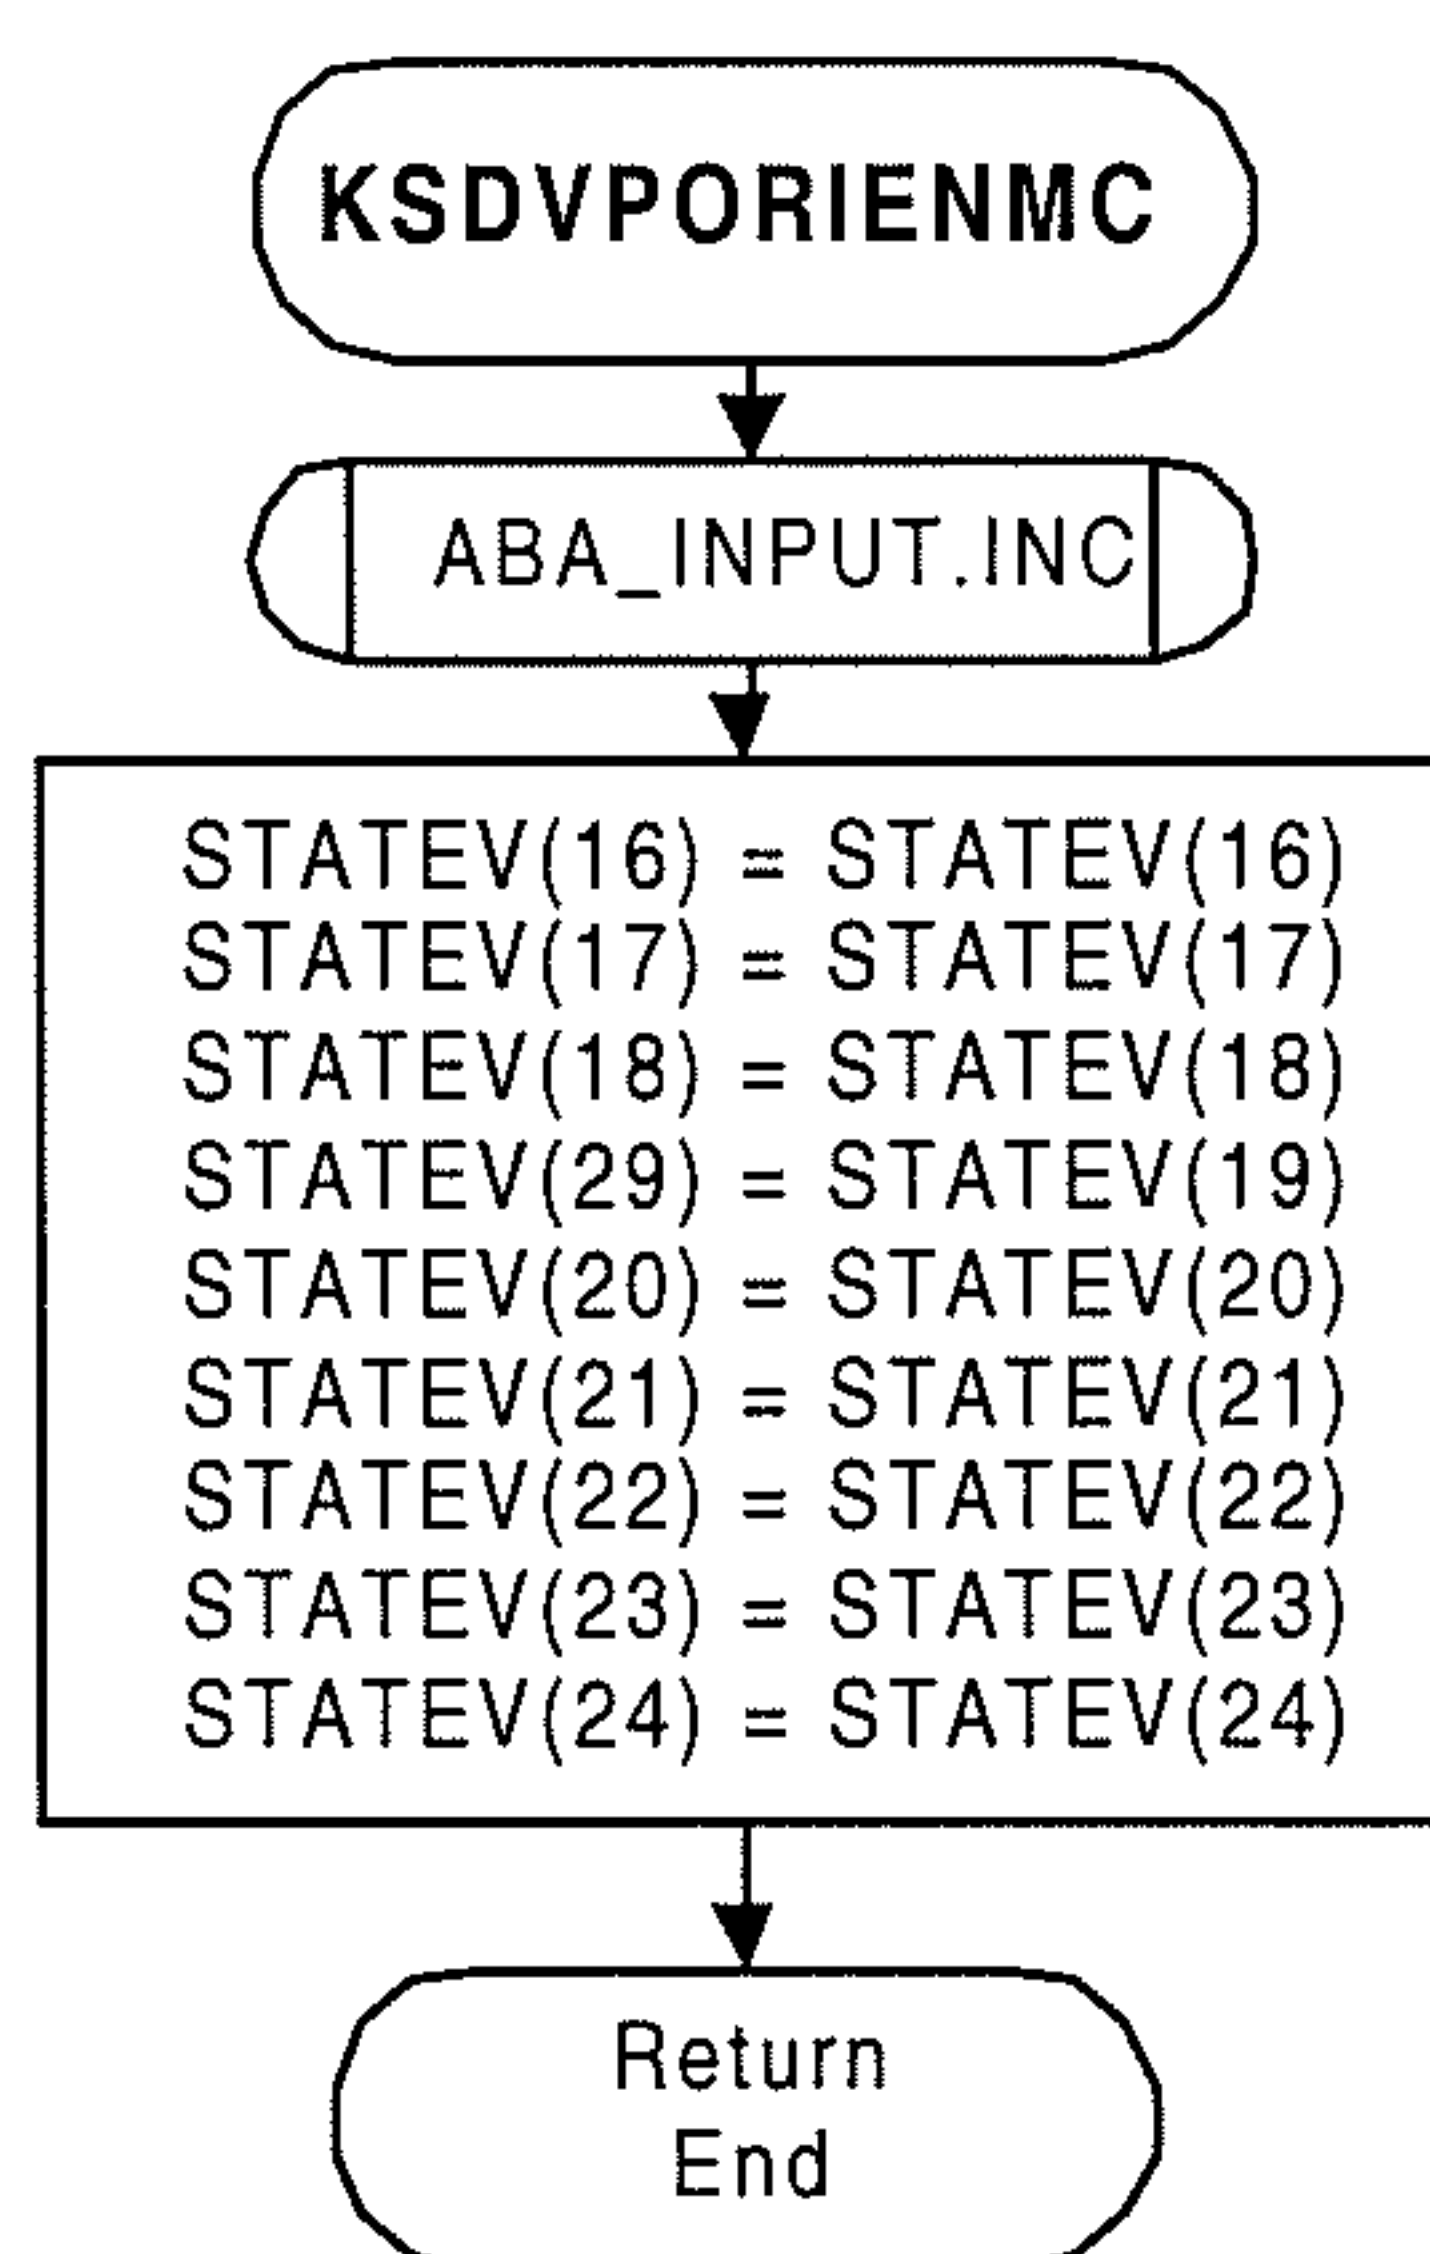 KSDVPORIENMC
ABA_INPUT.INC
STATEV(16) = STATEV(16)
STATEV(17) = STATEV(17)
STATEV(18) = STATEV(18)
STATEV(29) = STATEV(19)
STATEV(20) = STATEV(20)
STATEV(21) = STATEV(21)
STATEV(22) = STATEV(22)
STATEV(23) = STATEV(23)
STATEV(24) = STATEV(24)
Return
End